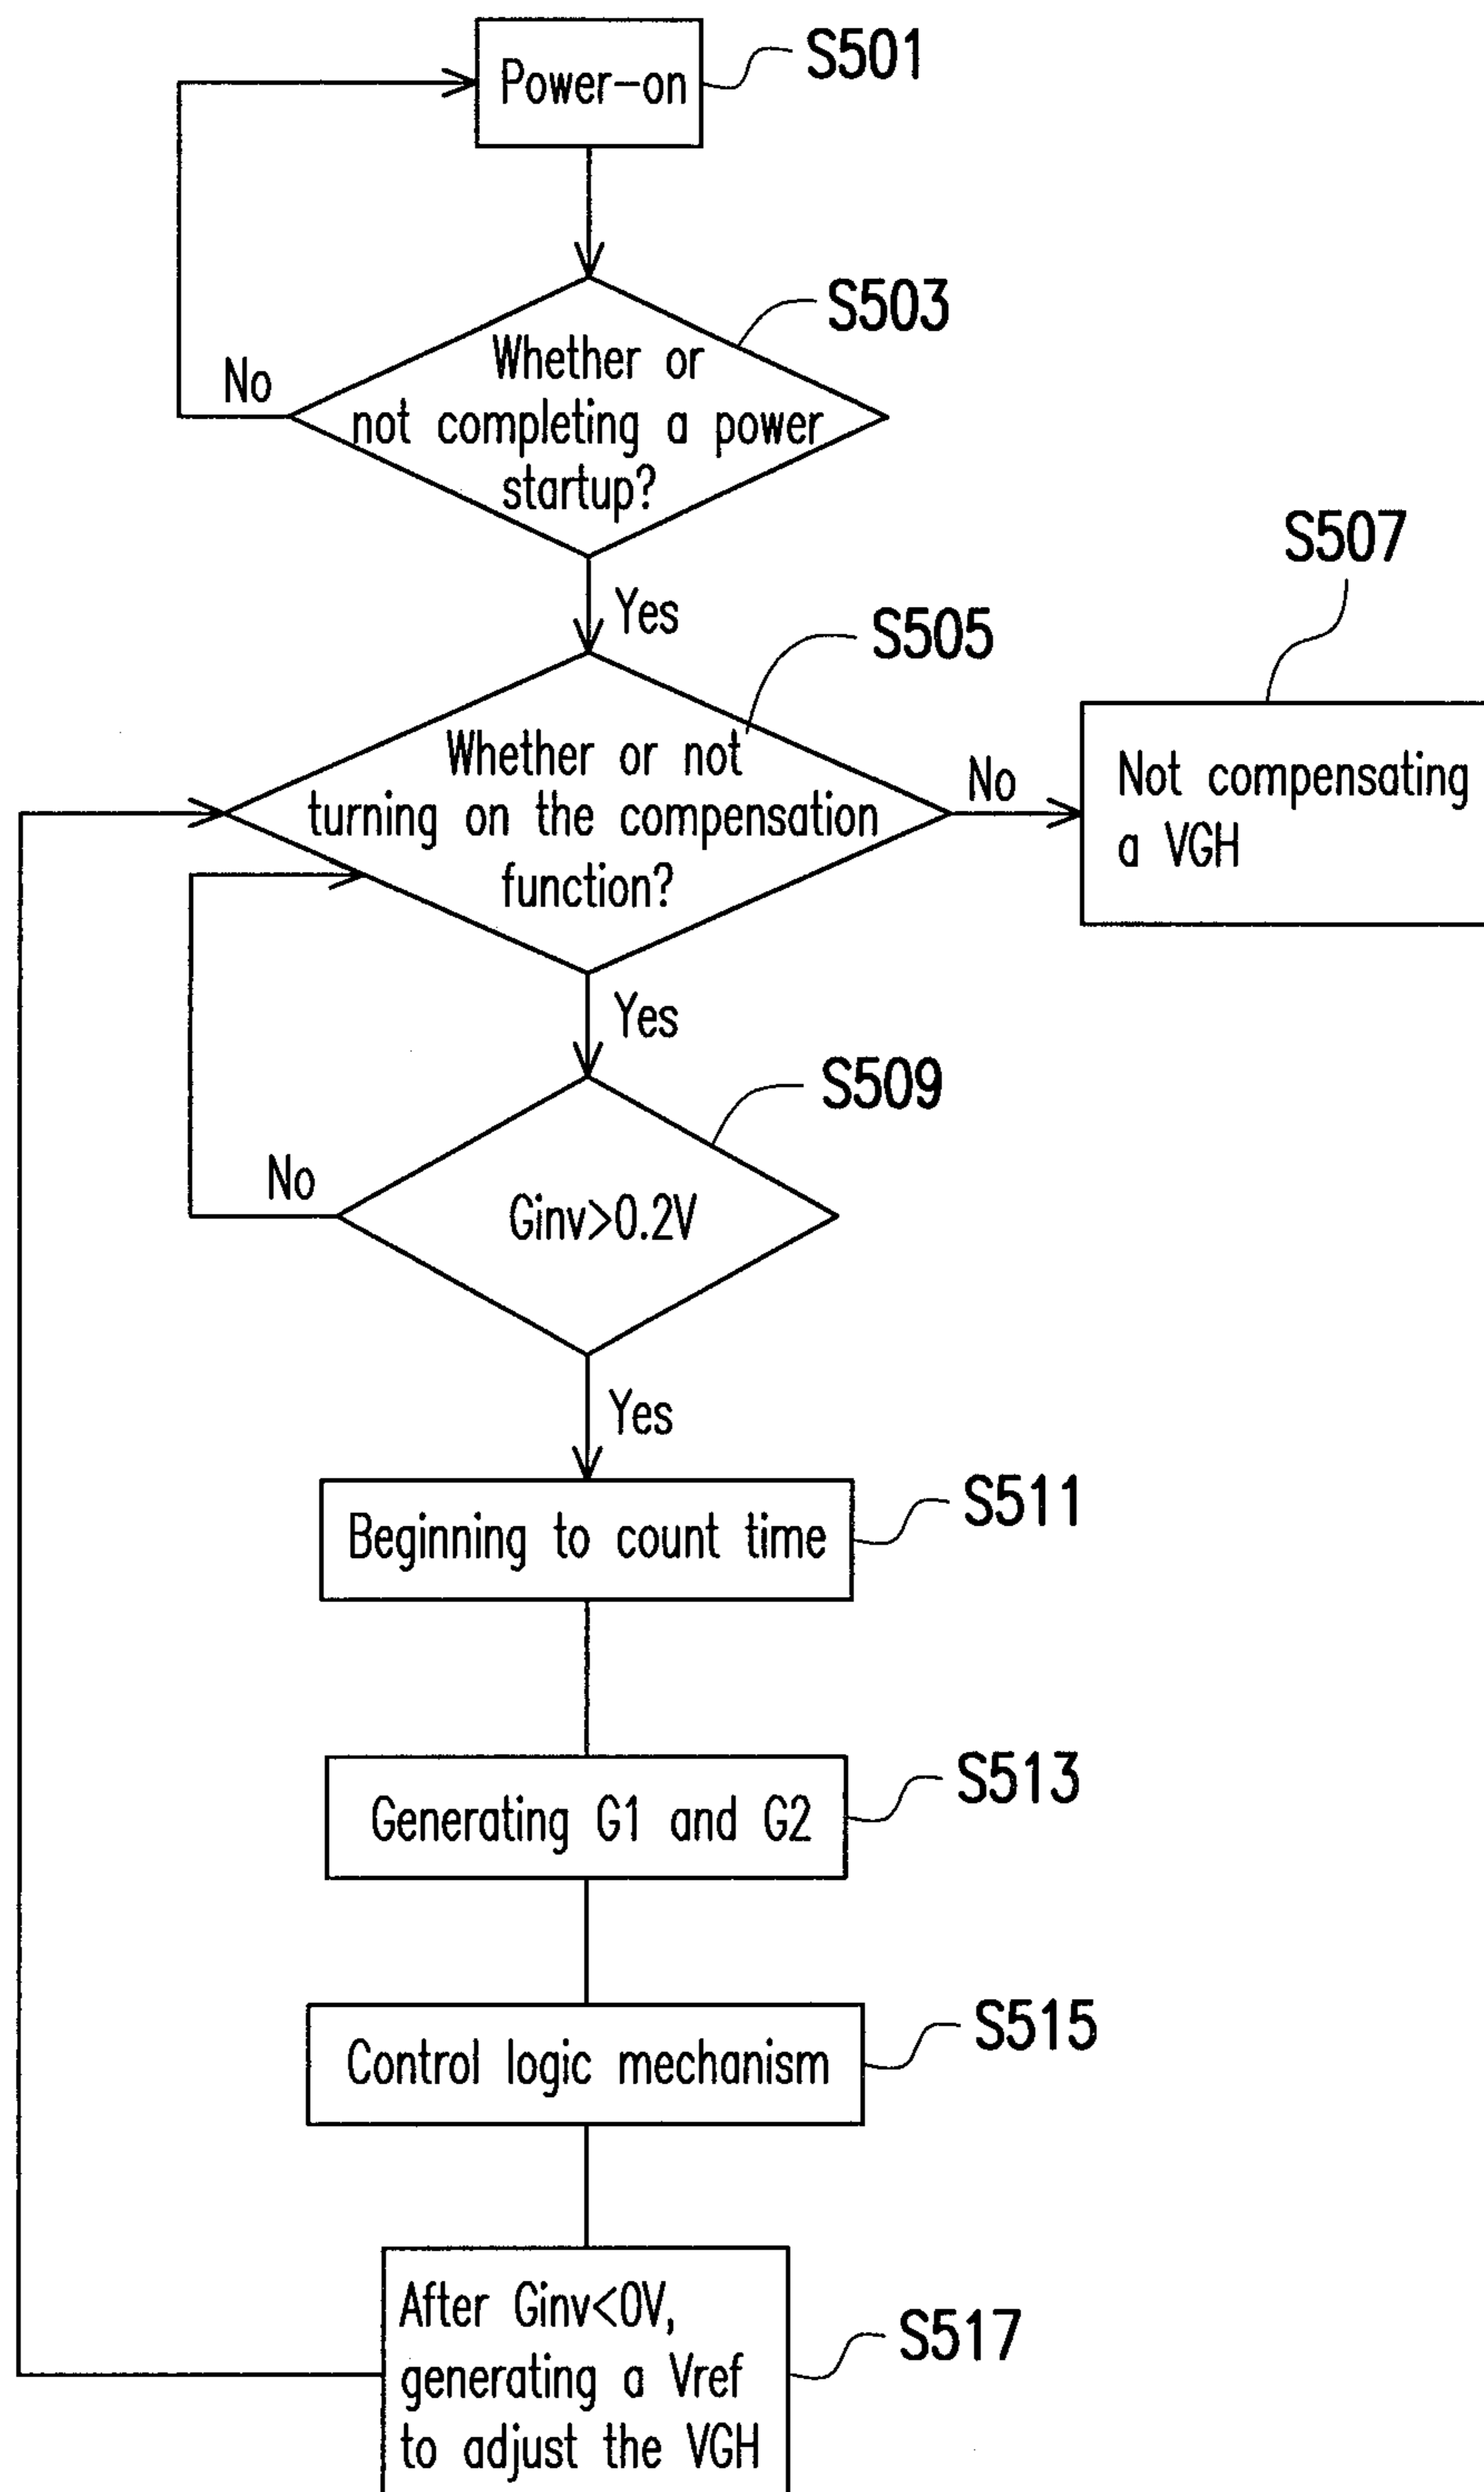 Power-on
S501
S503
Whether or
not completing a power
startup?
No
Yes
S505
S507
Whether or not
turning on the compensation
function?
No
Not compensating
a VGH
Yes
S509
No
Ginv>0.2V
Yes
S511
Beginning to count time
S513
Generating G1 and G2
S515
Control logic mechanism
S517
After Ginv<0V,
generating a Vref
to adjust the VGH